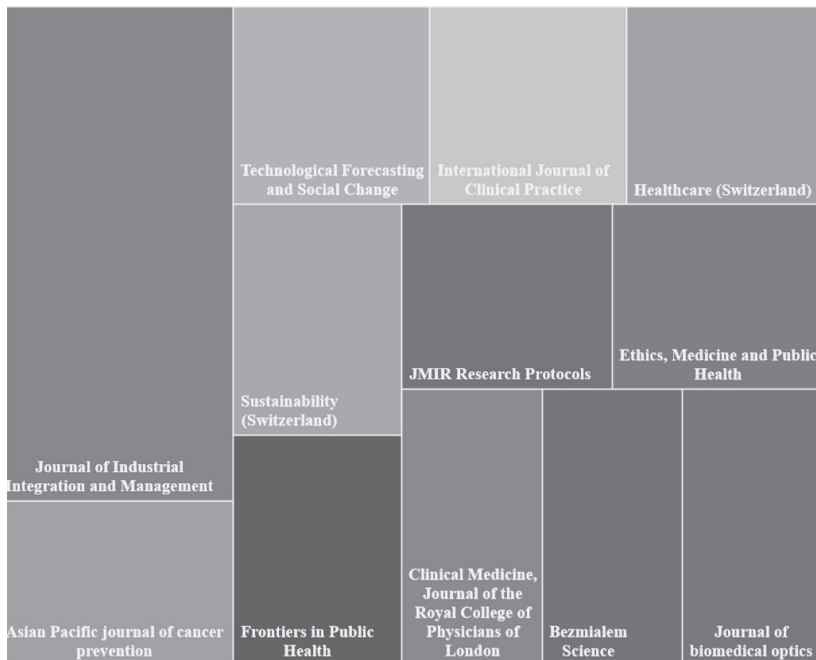 Technological Forecasting
and Social Change
International Journal of
Clinical Practice
Healthcare (Switzerland)
Journal of Industrial
Integration and Management
Sustainability
(Switzerland)
JMIR Research Protocols
Ethics, Medicine and Public
Health
Asian Pacific journal of cancer
prevention
Frontiers in Public
Health
Clinical Medicine,
Journal of the
Royal College of
Physicians of
London
Bezmialem
Science
Journal of
biomedical optics